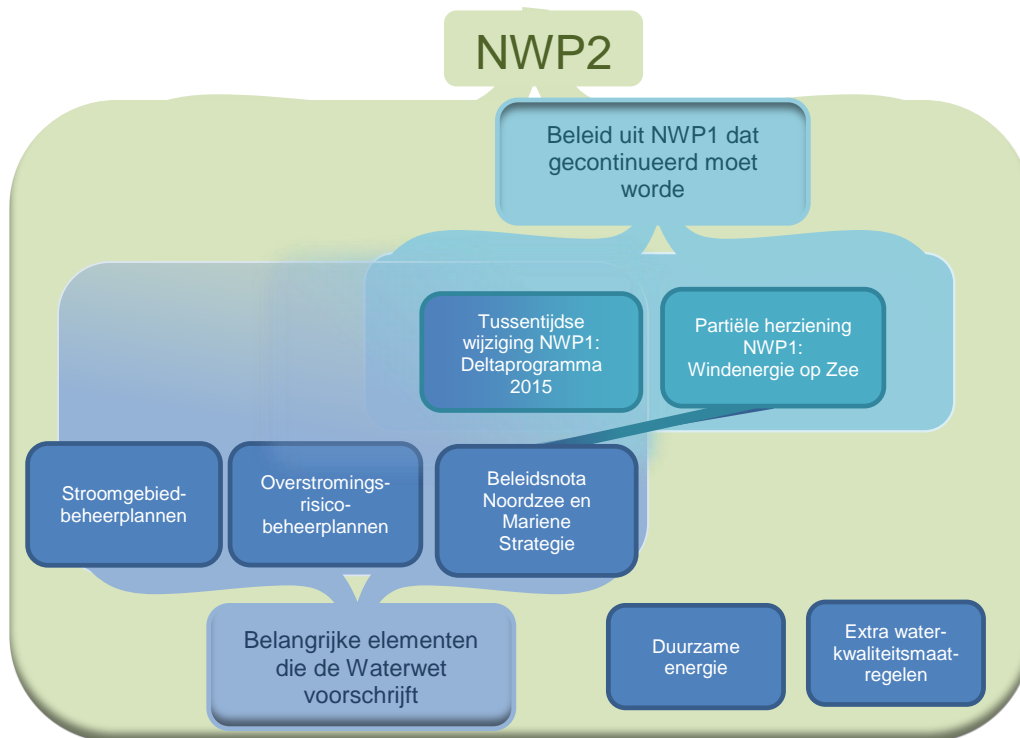 NWP2
Beleid uit NWP1 dat
gecontinueerd moet
worde
Tussentijdse
wijziging NWP1:
Deltaprogramma
2015
Partiële herziening
NWP1:
Windenergie op Zee
Stroomgebied-
beheerplannen
Overstromings-
risico-
beheerplannen
Beleidsnota
Noordzee en
Mariene
Strategie
Belangrijke elementen
die de Waterwet
voorschrijft
Duurzame
energie
Extra water-
kwaliteitsmaat-
regelen